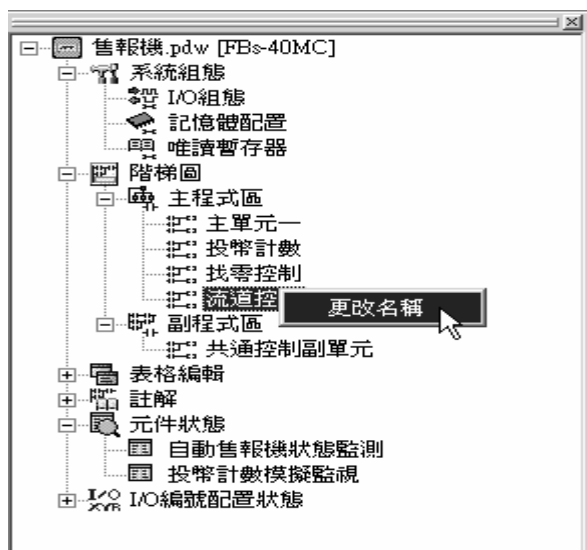 售報機.pdw [FBs-40MC]
系統組態
I/O組態
記憶體配置
唯讀暫存器
階梯圖
主程式區
主單元一
投幣計數
找零控制
流道控
更改名稱
副程式區
共通控制副單元
表格編輯
註解
元件狀態
自動售報機狀態監測
投幣計數模擬監視
I/O編號配置狀態